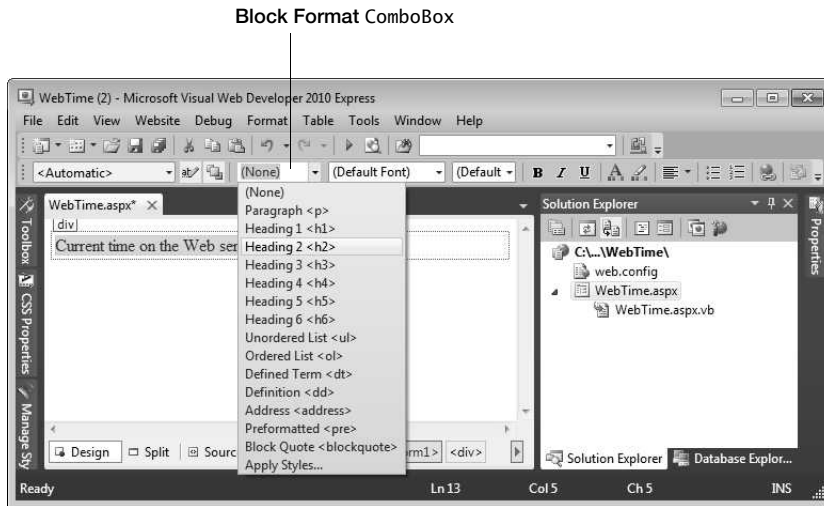 Block Format ComboBox
WebTime (2) - Microsoft Visual Web Developer 2010 Express
File Edit View Website Debug Format Table Tools Window Help
<Automatic> (None) (Default Font) (Default B I U A
WebTime.aspx* Solution Explorer
div
Current time on the Web ser
(None)
Paragraph <p>
Heading 1 <h1>
Heading 2 <h2>
Heading 3 <h3>
Heading 4 <h4>
Heading 5 <h5>
Heading 6 <h6>
Unordered List <ul>
Ordered List <ol>
Defined Term <dt>
Definition <dd>
Address <address>
Preformatted <pre>
Block Quote <blockquote>
Apply Styles...
C:\...\WebTime\
web.config
WebTime.aspx
WebTime.aspx.vb
Toolbox
CSS Properties
Manage Sty
Properties
Design Split Sourc rm1> <div> Solution Explorer Database Explor...
Ready Ln 13 Col 5 Ch 5 INS